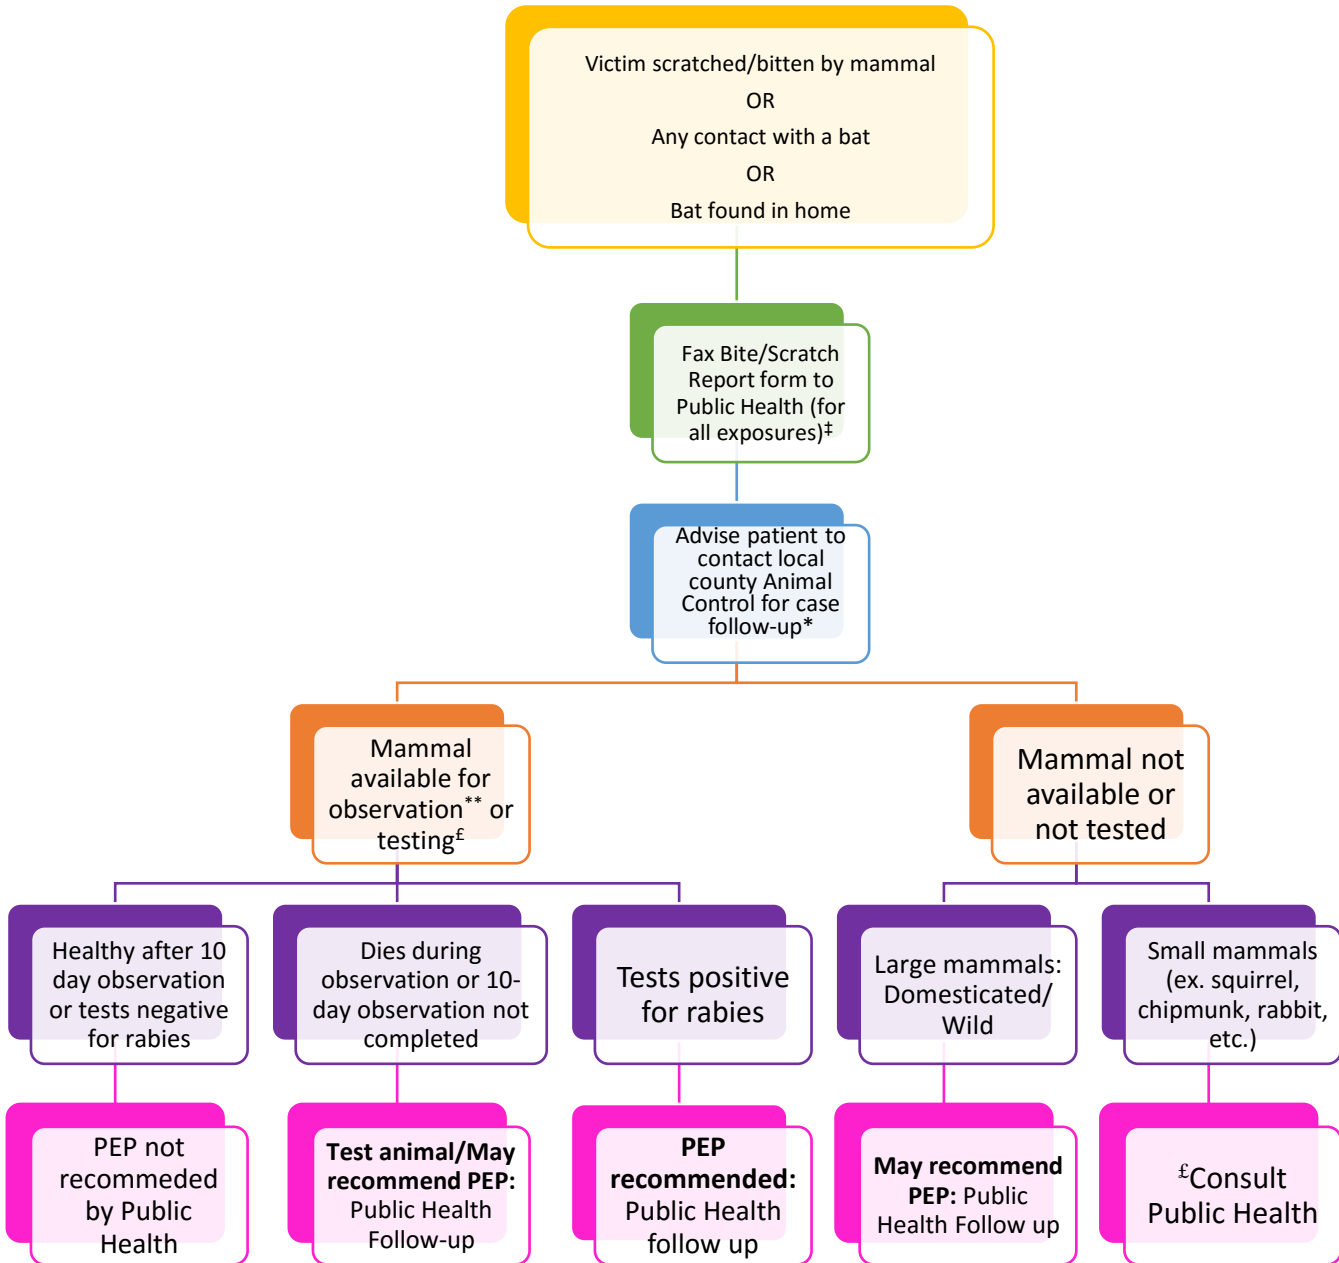 Victim scratched/bitten by mammal
OR
Any contact with a bat
OR
Bat found in home
Fax Bite/Scratch
Report form to
Public Health (for
all exposures)‡
Advise patient to
contact local
county Animal
Control for case
follow-up*
Mammal
available for
observation** or
testing£
Mammal not
available or
not tested
Healthy after 10
day observation
or tests negative
for rabies
Dies during
observation or 10-
day observation not
completed
Tests positive
for rabies
Large mammals:
Domesticated/
Wild
Small mammals
(ex. squirrel,
chipmunk, rabbit,
etc.)
PEP not
recommeded
by Public
Health
Test animal/May
recommend PEP:
Public Health
Follow-up
PEP
recommended:
Public Health
follow up
May recommend
PEP: Public
Health Follow up
£Consult
Public Health